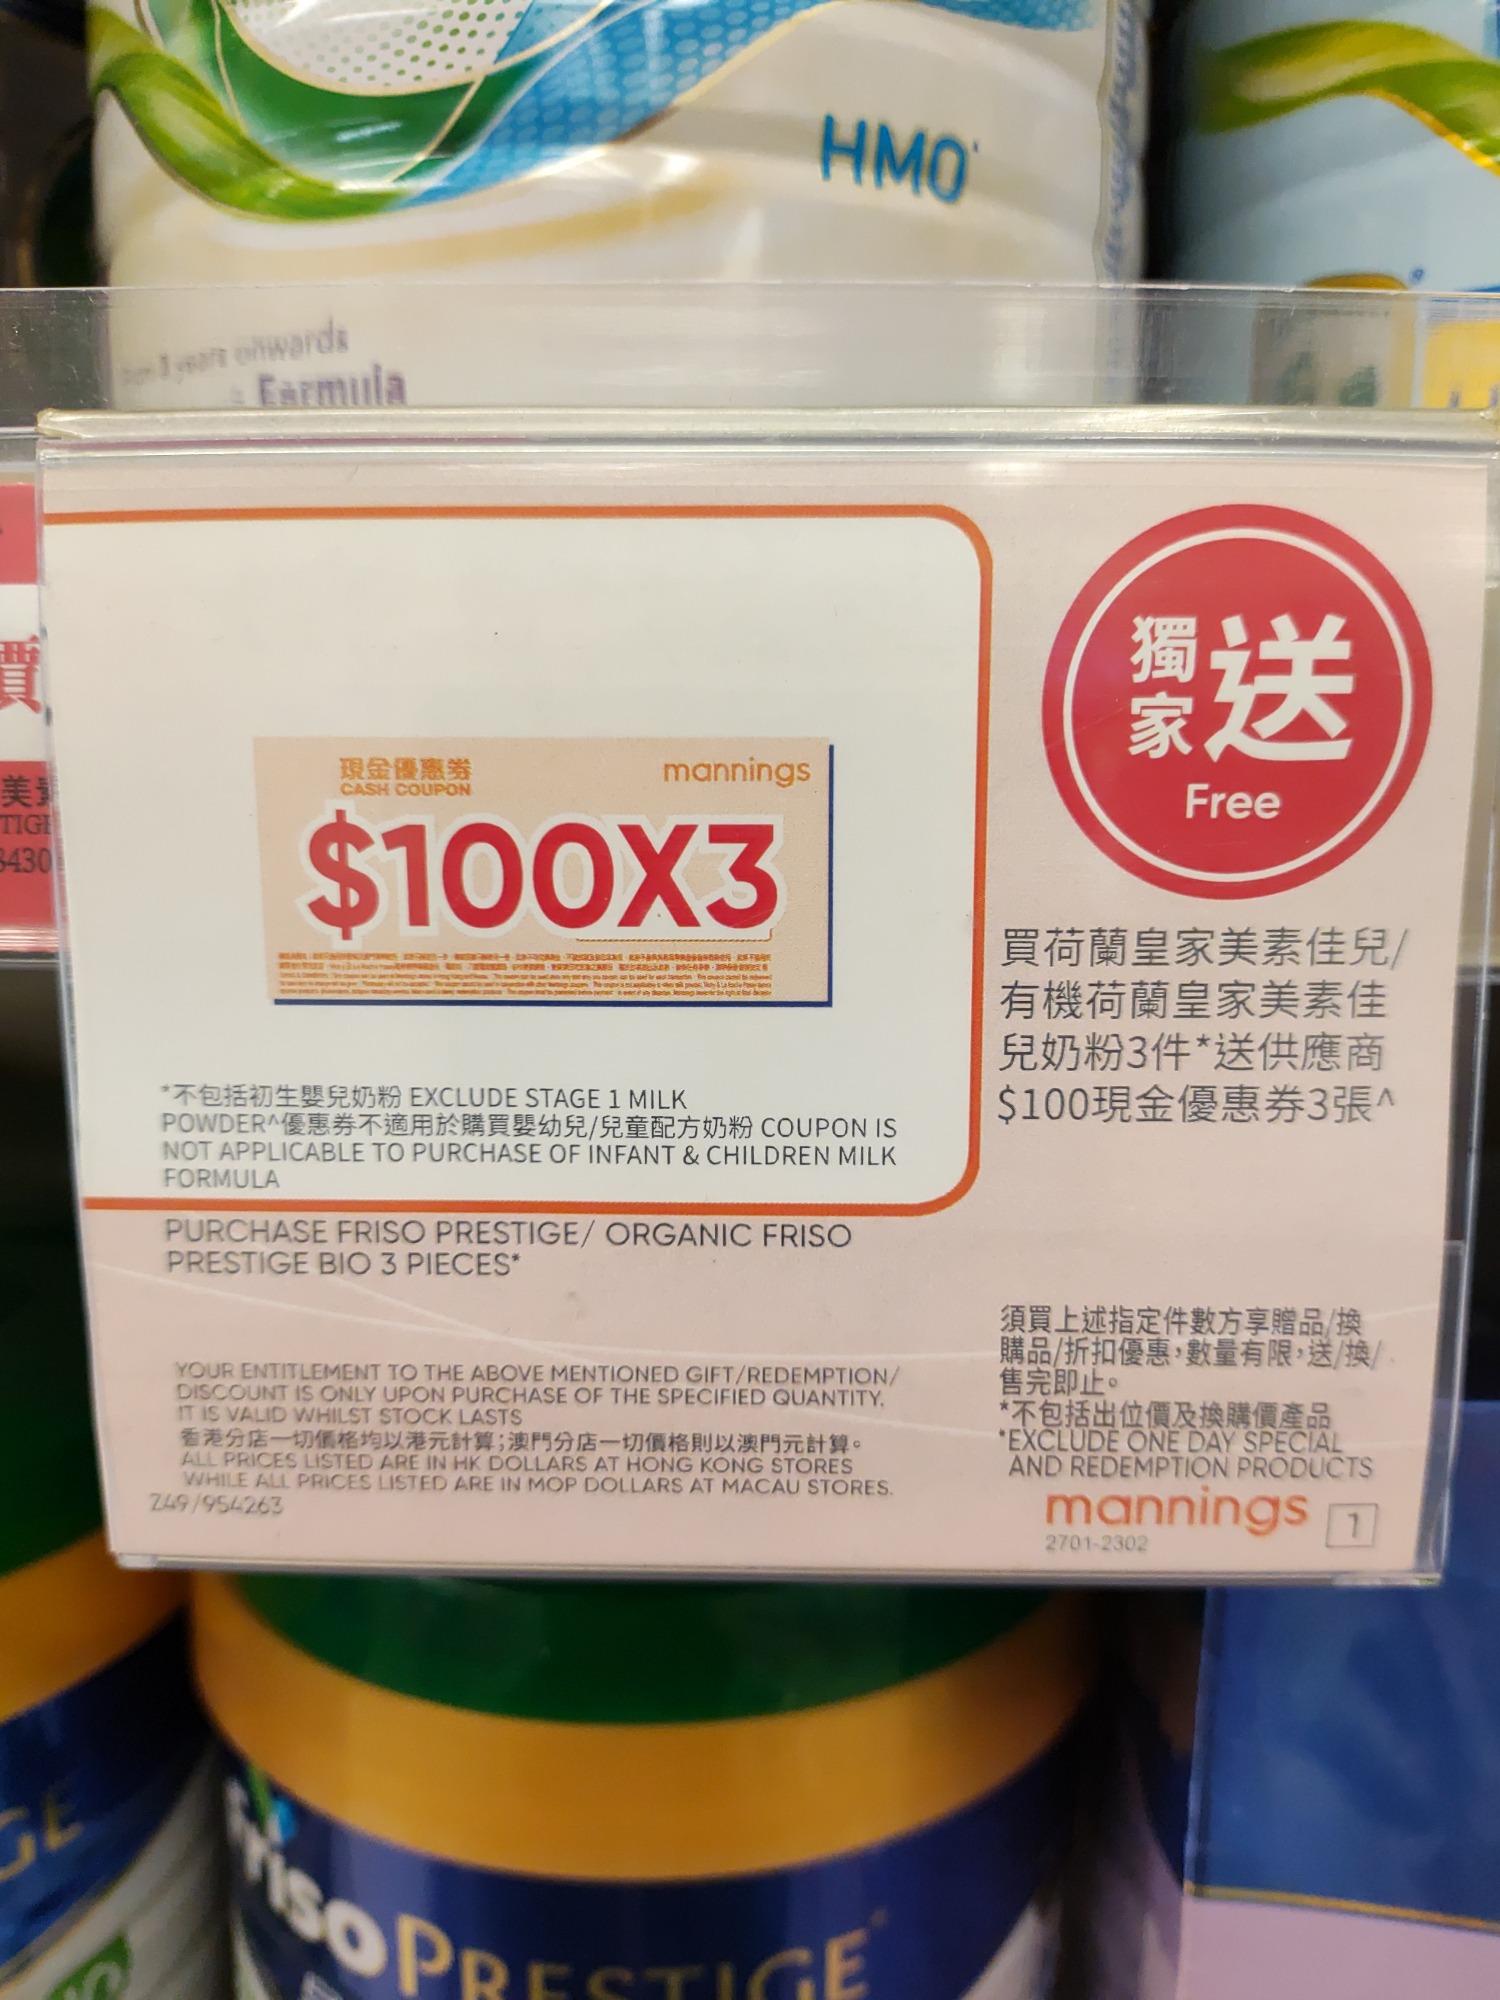 HMO
years onwards
Formula
價
美
TIGE
3430
獨家送
Free
現金優惠券
CASH COUPON
mannings
$100X3
*不包括初生嬰兒奶粉 EXCLUDE STAGE 1 MILK
POWDER^優惠券不適用於購買嬰幼兒/兒童配方奶粉 COUPON IS
NOT APPLICABLE TO PURCHASE OF INFANT & CHILDREN MILK
FORMULA
買荷蘭皇家美素佳兒/
有機荷蘭皇家美素佳
兒奶粉3件*送供應商
$100現金優惠券3張^
PURCHASE FRISO PRESTIGE/ ORGANIC FRISO
PRESTIGE BIO 3 PIECES*
YOUR ENTITLEMENT TO THE ABOVE MENTIONED GIFT/REDEMPTION/
DISCOUNT IS ONLY UPON PURCHASE OF THE SPECIFIED QUANTITY.
IT IS VALID WHILST STOCK LASTS
香港分店一切價格均以港元計算;澳門分店一切價格則以澳門元計算。
ALL PRICES LISTED ARE IN HK DOLLARS AT HONG KONG STORES
WHILE ALL PRICES LISTED ARE IN MOP DOLLARS AT MACAU STORES.
Z49/954263
須買上述指定件數方享贈品/換
購品/折扣優惠,數量有限,送/換/
售完即止。
*不包括出位價及換購價產品
*EXCLUDE ONE DAY SPECIAL
AND REDEMPTION PRODUCTS
mannings 1
2701-2302
GE
Friso PRESTIGE